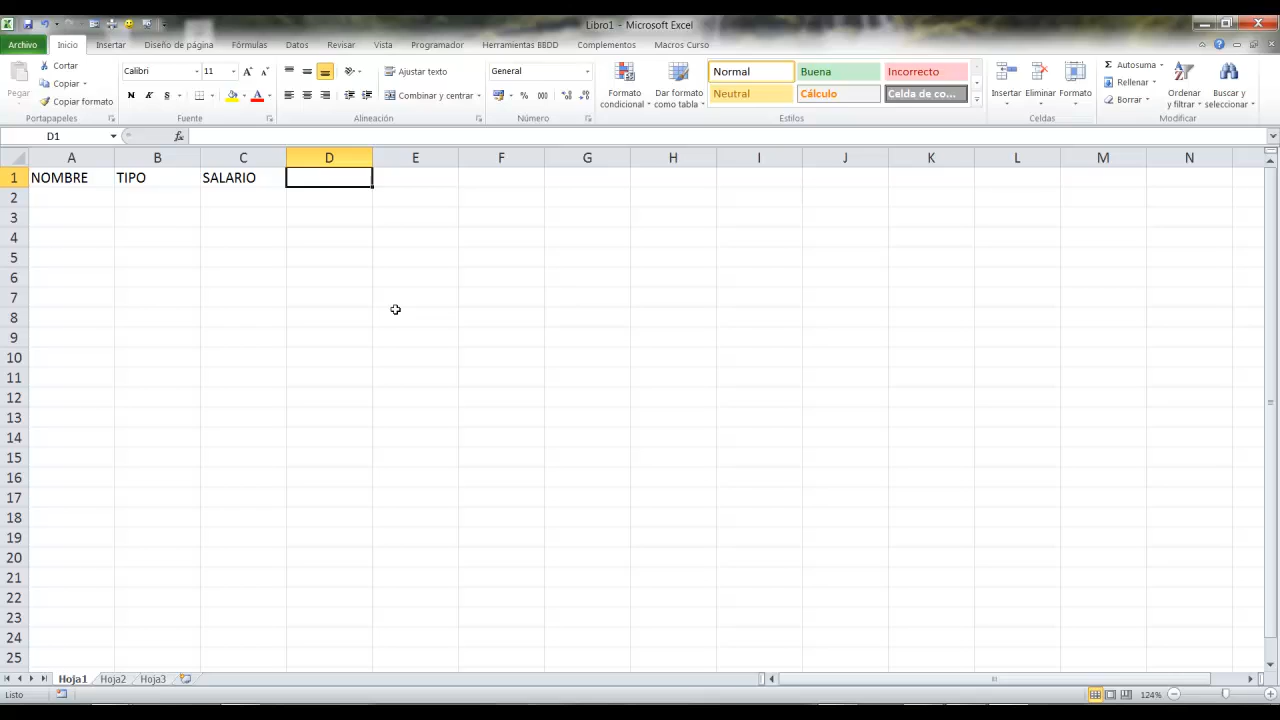 Libro1 - Microsoft Excel
Archivo Inicio Insertar Diseño de página Fórmulas Datos Revisar Vista Programador Herramientas BBDD Complementos Macros Curso
Pegar
Cortar
Copiar
Copiar formato
Portapapeles
Calibri 11
N K S
Fuente
Ajustar texto
Combinar y centrar
Alineación
General
% 000
Número
Formato condicional
Dar formato como tabla
Normal Buena Incorrecto
Neutral Cálculo Celda de co...
Estilos
Insertar Eliminar Formato
Celdas
Autosuma
Rellenar
Borrar
Ordenar y filtrar
Buscar y seleccionar
Modificar
D1 fx
A B C D E F G H I J K L M N
1 NOMBRE TIPO SALARIO
2
3
4
5
6
7
8
9
10
11
12
13
14
15
16
17
18
19
20
21
22
23
24
25
Hoja1 Hoja2 Hoja3
Listo 124%